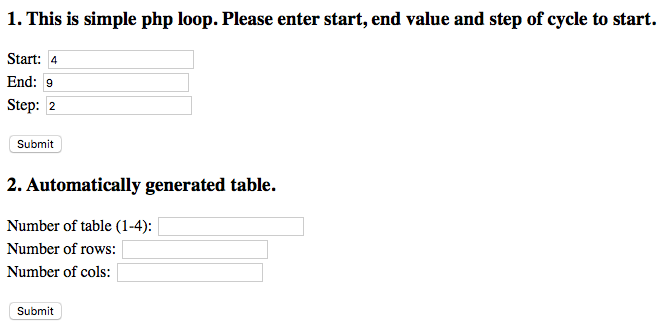 1. This is simple php loop. Please enter start, end value and step of cycle to start.
Start: 4
End: 9
Step: 2
Submit
2. Automatically generated table.
Number of table (1-4):
Number of rows:
Number of cols:
Submit